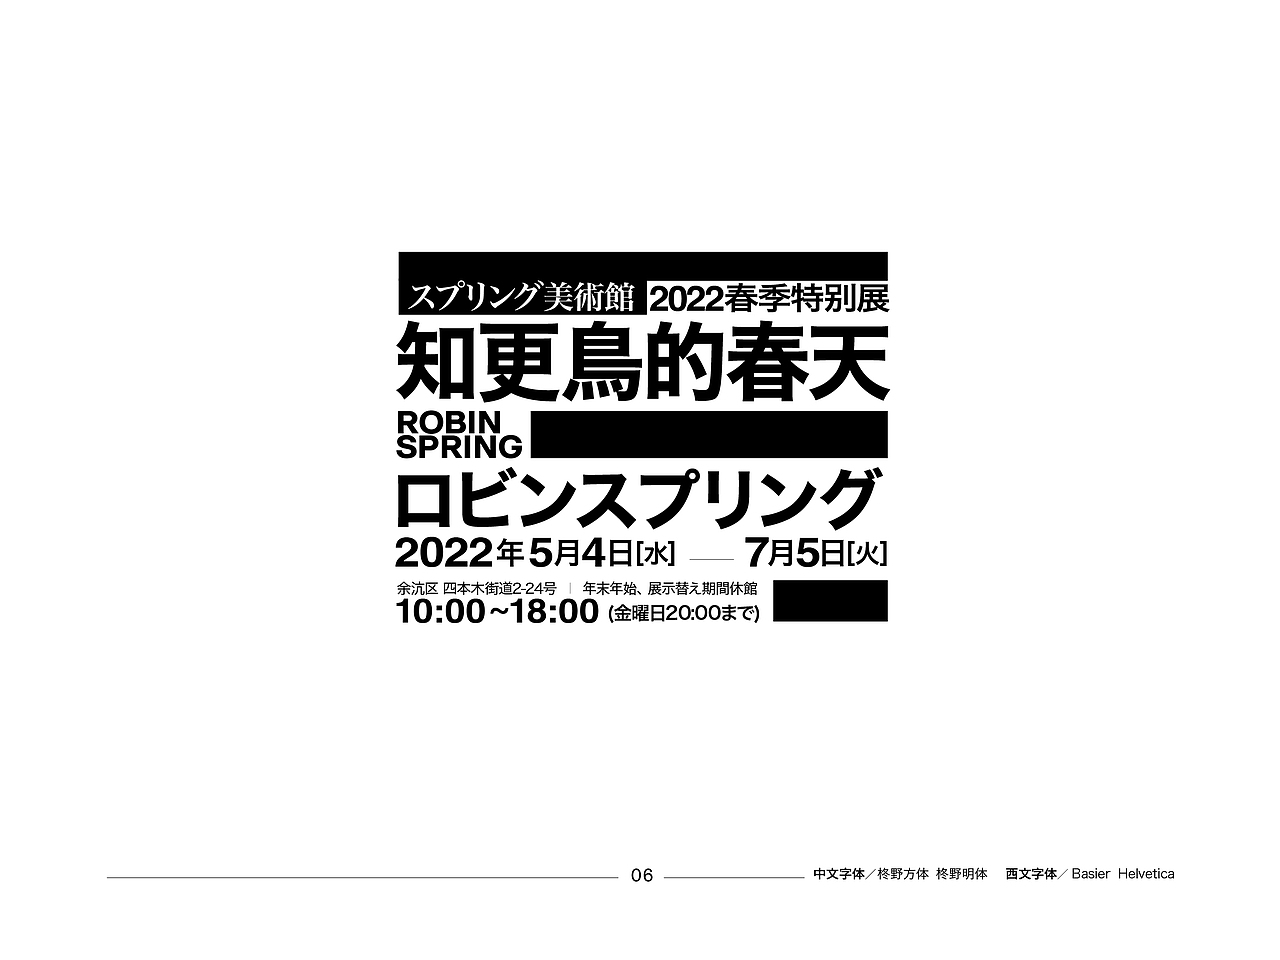 スプリング美術館 2022春季特别展
知更鳥的春天
ROBIN
SPRING
ロビンスプリング
2022年5月4日[水] —— 7月5日[火]
余沆区 四本木街道2-24号 | 年末年始、展示替え期間休館
10:00~18:00 (金曜日20:00まで)
06
中文字体／柊野方体 柊野明体 西文字体／Basier Helvetica